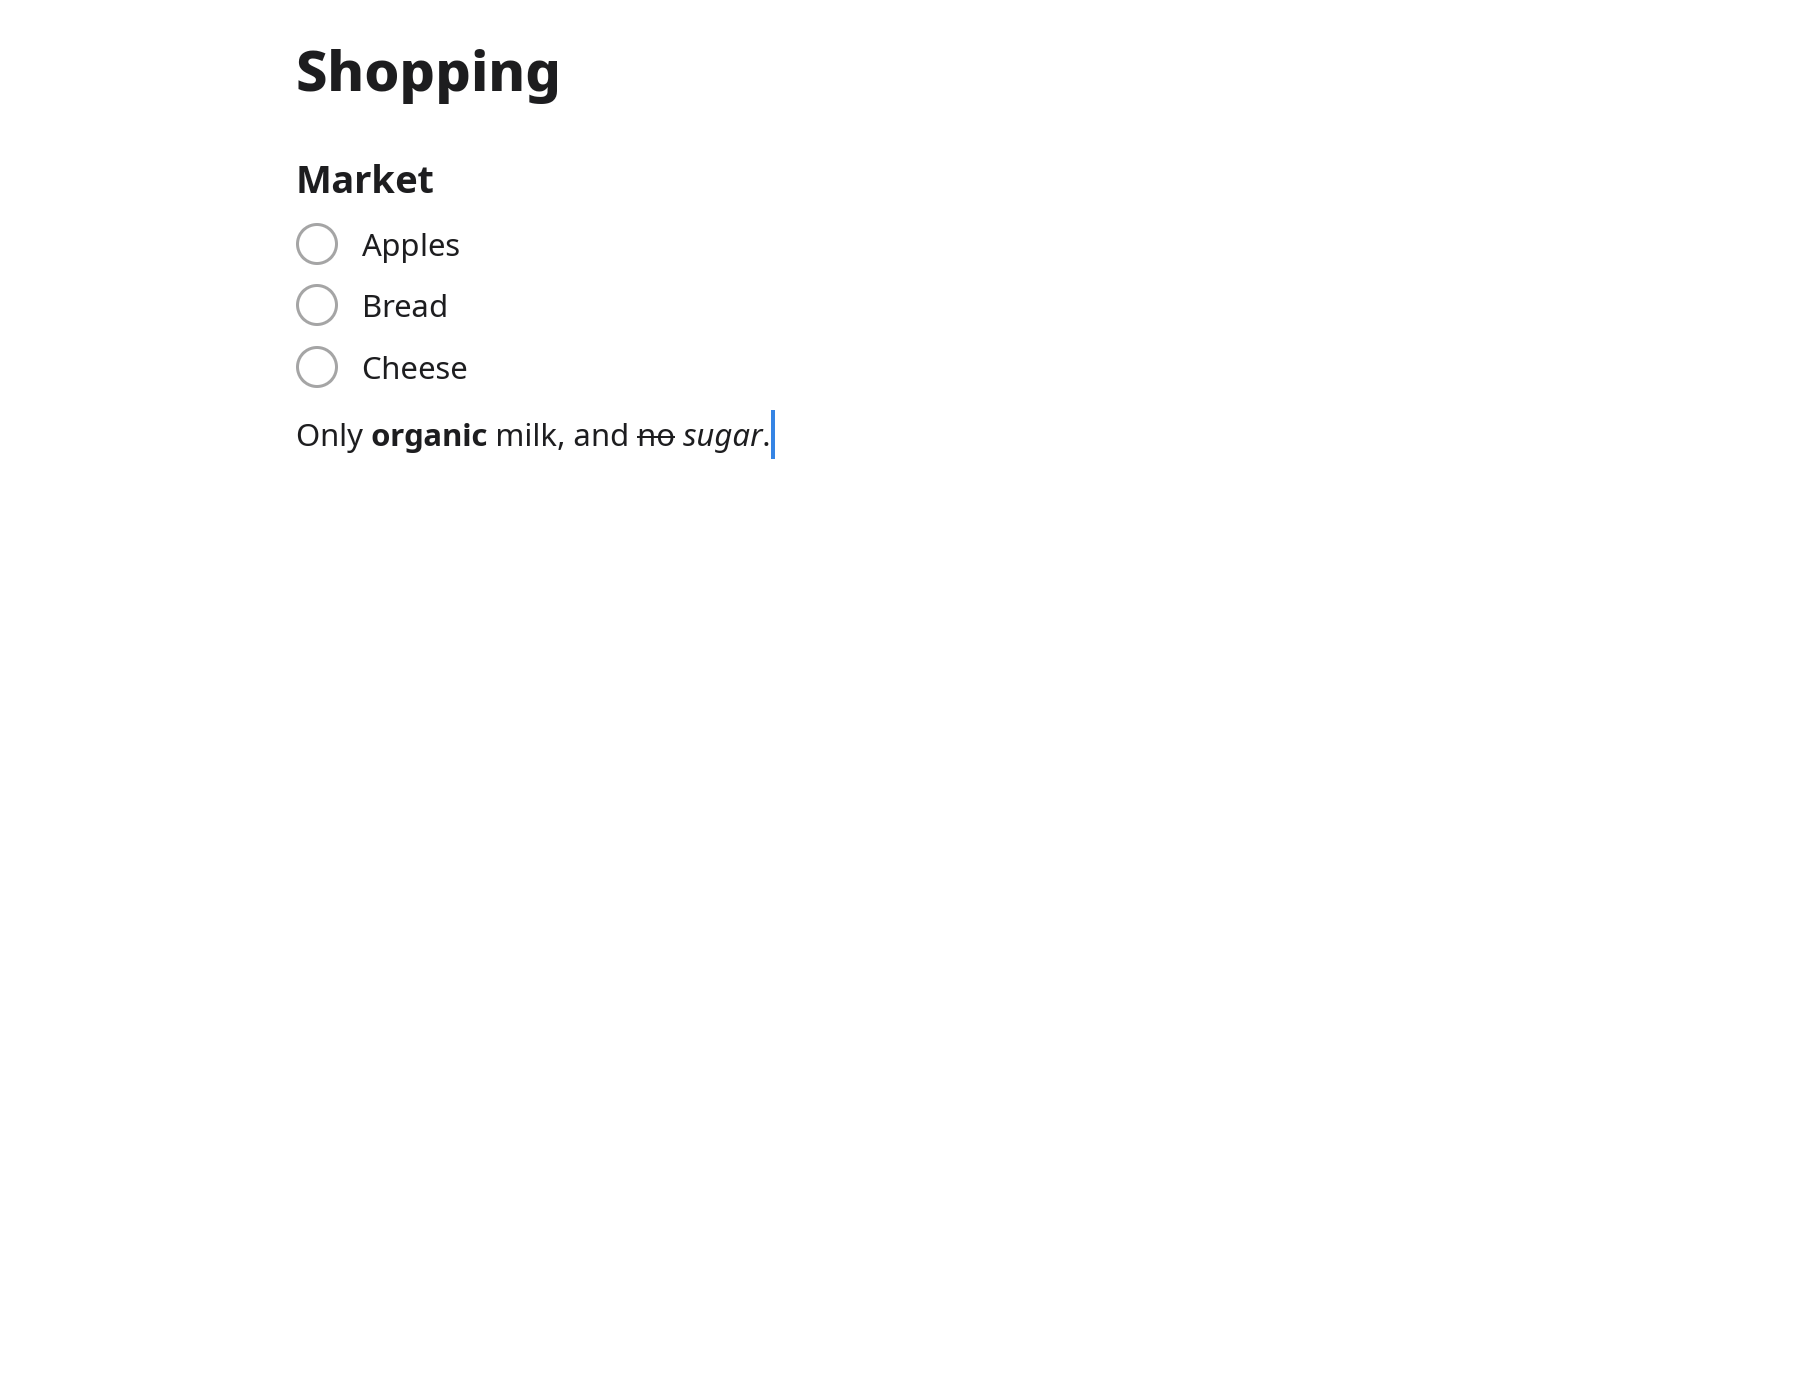 Shopping
Market
Apples
Bread
Cheese
Only organic milk, and no sugar.